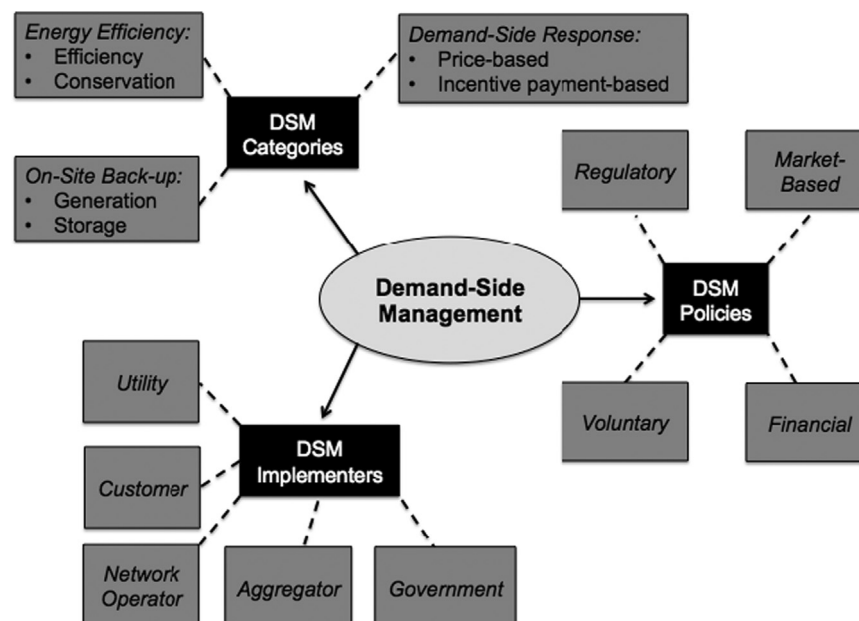 Energy Efficiency:
• Efficiency
• Conservation
Demand-Side Response:
• Price-based
• Incentive payment-based
DSM
Categories
On-Site Back-up:
• Generation
• Storage
Regulatory
Market-
Based
Demand-Side
Management
DSM
Policies
Voluntary
Financial
Utility
DSM
Implementers
Customer
Network
Operator
Aggregator
Government